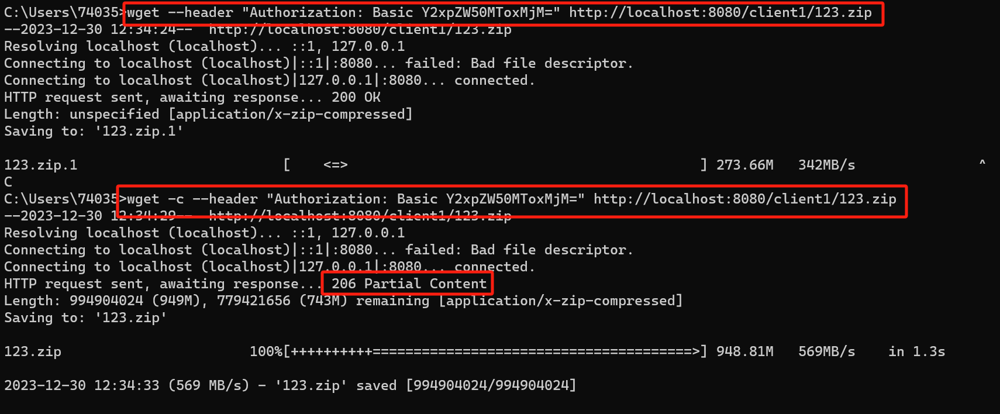 C:\Users\74035>wget --header "Authorization: Basic Y2xpZW50MToxMjM=" http://localhost:8080/client1/123.zip
--2023-12-30 12:34:24--  http://localhost:8080/client1/123.zip
Resolving localhost (localhost)... ::1, 127.0.0.1
Connecting to localhost (localhost)|::1|:8080... failed: Bad file descriptor.
Connecting to localhost (localhost)|127.0.0.1|:8080... connected.
HTTP request sent, awaiting response... 200 OK
Length: unspecified [application/x-zip-compressed]
Saving to: '123.zip.1'
123.zip.1                         [    <=>                                           ] 273.66M   342MB/s               ^
C
C:\Users\74035>wget -c --header "Authorization: Basic Y2xpZW50MToxMjM=" http://localhost:8080/client1/123.zip
--2023-12-30 12:34:29--  http://localhost:8080/client1/123.zip
Resolving localhost (localhost)... ::1, 127.0.0.1
Connecting to localhost (localhost)|::1|:8080... failed: Bad file descriptor.
Connecting to localhost (localhost)|127.0.0.1|:8080... connected.
HTTP request sent, awaiting response... 206 Partial Content
Length: 994904024 (949M), 779421656 (743M) remaining [application/x-zip-compressed]
Saving to: '123.zip'
123.zip                       100%[++++++++++=======================================>] 948.81M   569MB/s    in 1.3s
2023-12-30 12:34:33 (569 MB/s) - '123.zip' saved [994904024/994904024]